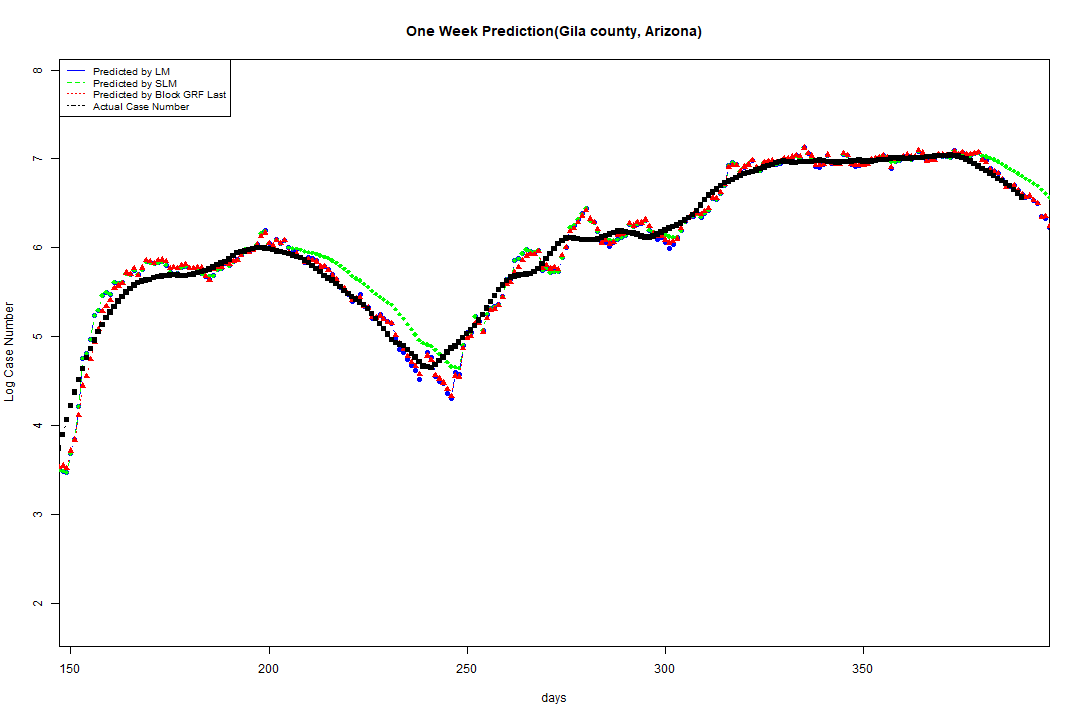 One Week Prediction(Gila county, Arizona)
Predicted by LM
Predicted by SLM
Predicted by Block GRF Last
Actual Case Number
8
7
6
5
4
3
2
Log Case Number
150 200 250 300 350
days